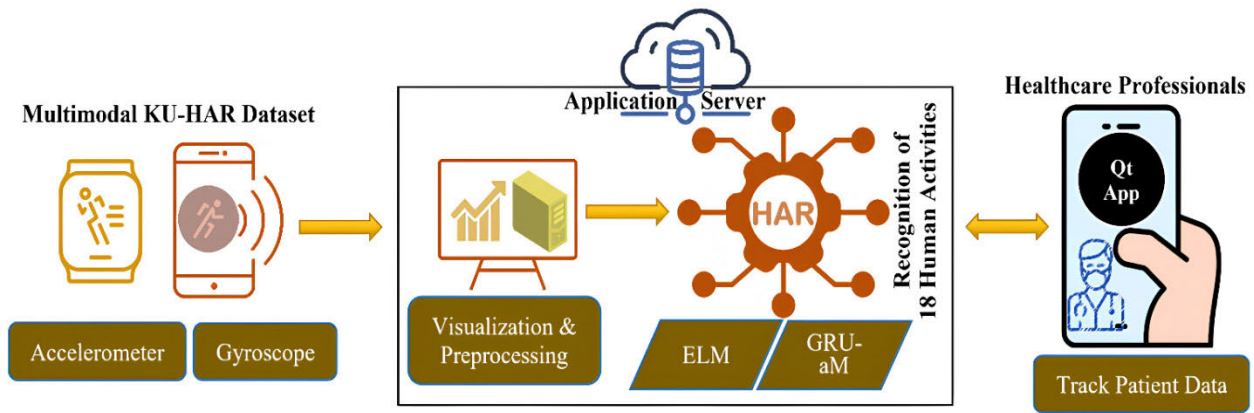 Multimodal KU-HAR Dataset
Accelerometer
Gyroscope
Application Server
Visualization &
Preprocessing
HAR
ELM
GRU-
aM
Recognition of
18 Human Activities
Healthcare Professionals
Qt
App
Track Patient Data